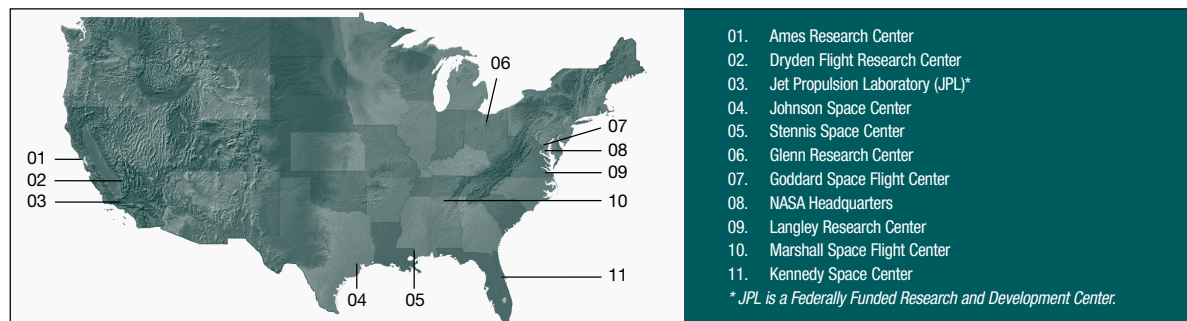 06
07
08
09
10
11
01
02
03
04
05
01. Ames Research Center
02. Dryden Flight Research Center
03. Jet Propulsion Laboratory (JPL)*
04. Johnson Space Center
05. Stennis Space Center
06. Glenn Research Center
07. Goddard Space Flight Center
08. NASA Headquarters
09. Langley Research Center
10. Marshall Space Flight Center
11. Kennedy Space Center
* JPL is a Federally Funded Research and Development Center.